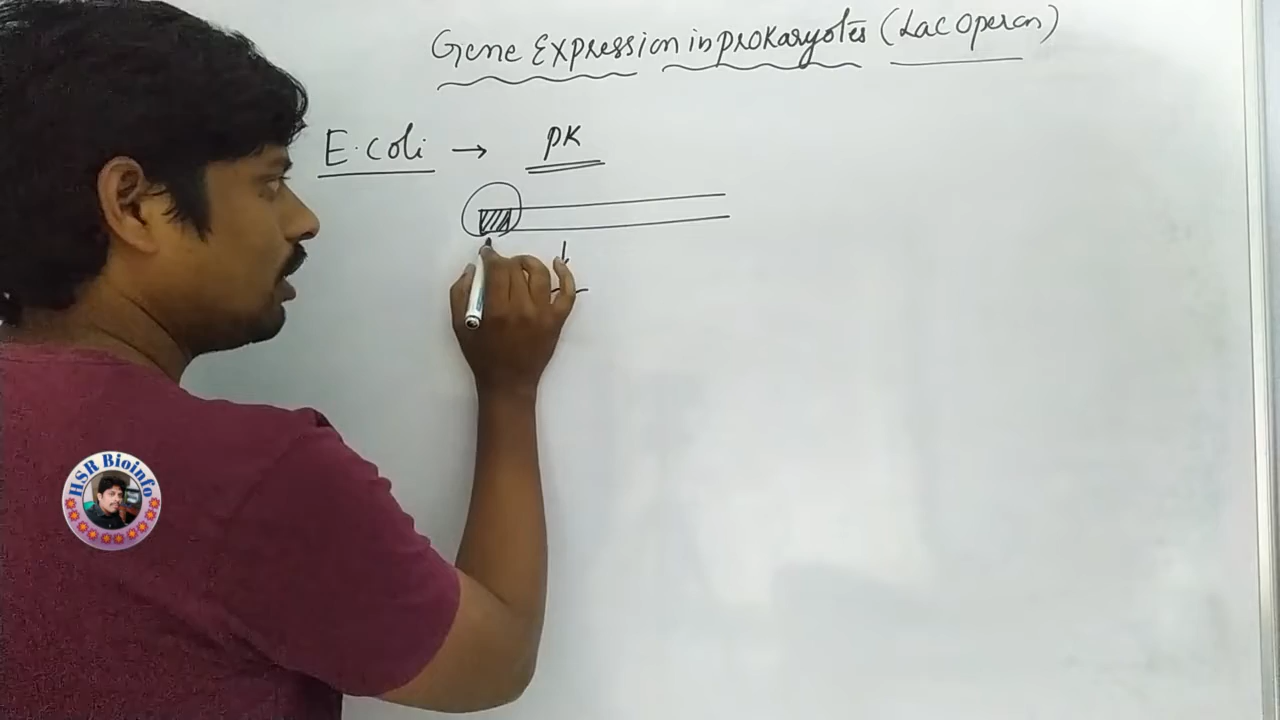 Gene Expression in prokaryotes (Lac Operon)
E.coli → PK
HSR Bioinfo